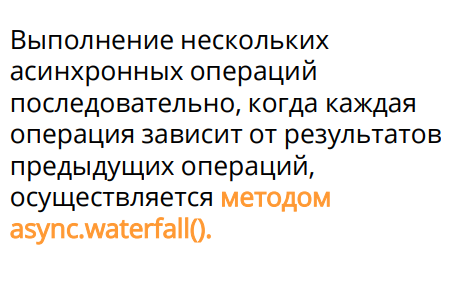 Выполнение нескольких
асинхронных операций
последовательно, когда каждая
операция зависит от результатов
предыдущих операций,
осуществляется методом
async.waterfall().